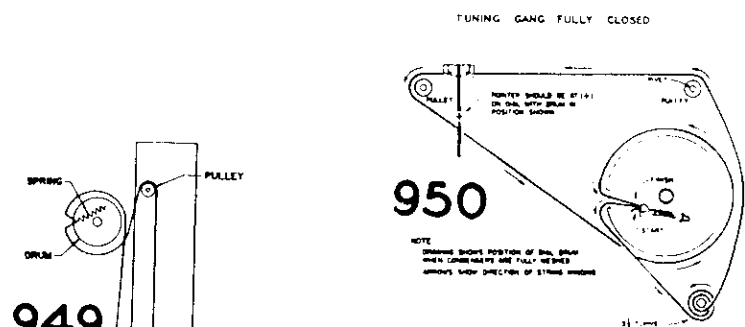 TUNING GANG FULLY CLOSED
PULLEY
PULLEY
POINTER SHOULD BE AT (+)
ON DIAL WITH DRUM IN
POSITION SHOWN
SPRING
PULLEY
DRUM
FINISH
START
950
NOTE
DRAWING SHOWS POSITION OF DIAL DRUM
WHEN CONDENSERS ARE FULLY MESHED
ARROWS SHOW DIRECTION OF STRING WINDING
949